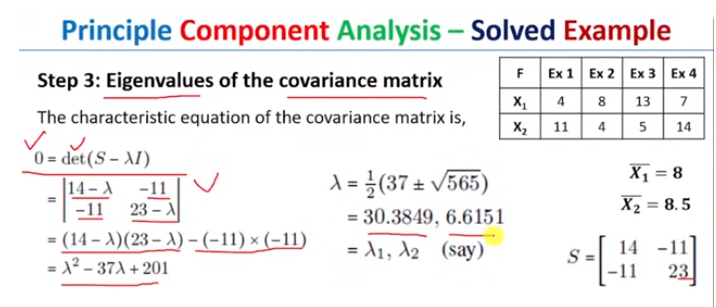 Principle Component Analysis – Solved Example
Step 3: Eigenvalues of the covariance matrix
The characteristic equation of the covariance matrix is,
0 = det(S − λI)
= |14 − λ −11|
|−11 23 − λ|
= (14 − λ)(23 − λ) − (−11) × (−11)
= λ² − 37λ + 201
λ = ½(37 ± √565)
= 30.3849, 6.6151
= λ₁, λ₂ (say)
F Ex 1 Ex 2 Ex 3 Ex 4
X₁ 4 8 13 7
X₂ 11 4 5 14
X̅₁ = 8
X̅₂ = 8.5
S = [14 −11]
[−11 23]